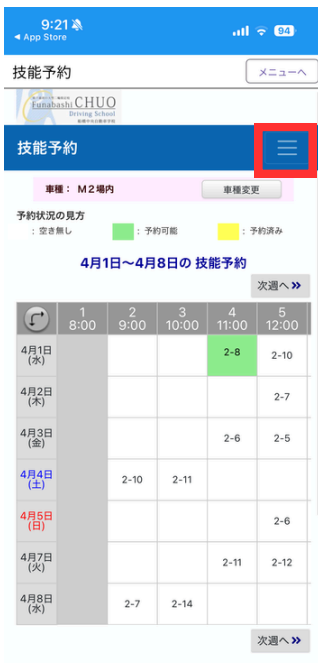 9:21
94
◀ App Store
技能予約
メニューへ
Funabashi CHUO
Driving School
技能予約
車種： M２場内
車種変更
予約状況の見方
：空き無し
：予約可能
：予約済み
4月1日～4月8日の 技能予約
次週へ
1 2 3 4 5
8:00 9:00 10:00 11:00 12:00
4月1日(水) 2-8 2-10
4月2日(木) 2-7
4月3日(金) 2-6 2-5
4月4日(土) 2-10 2-11
4月5日(日) 2-6
4月7日(火) 2-11 2-12
4月8日(水) 2-7 2-14
次週へ